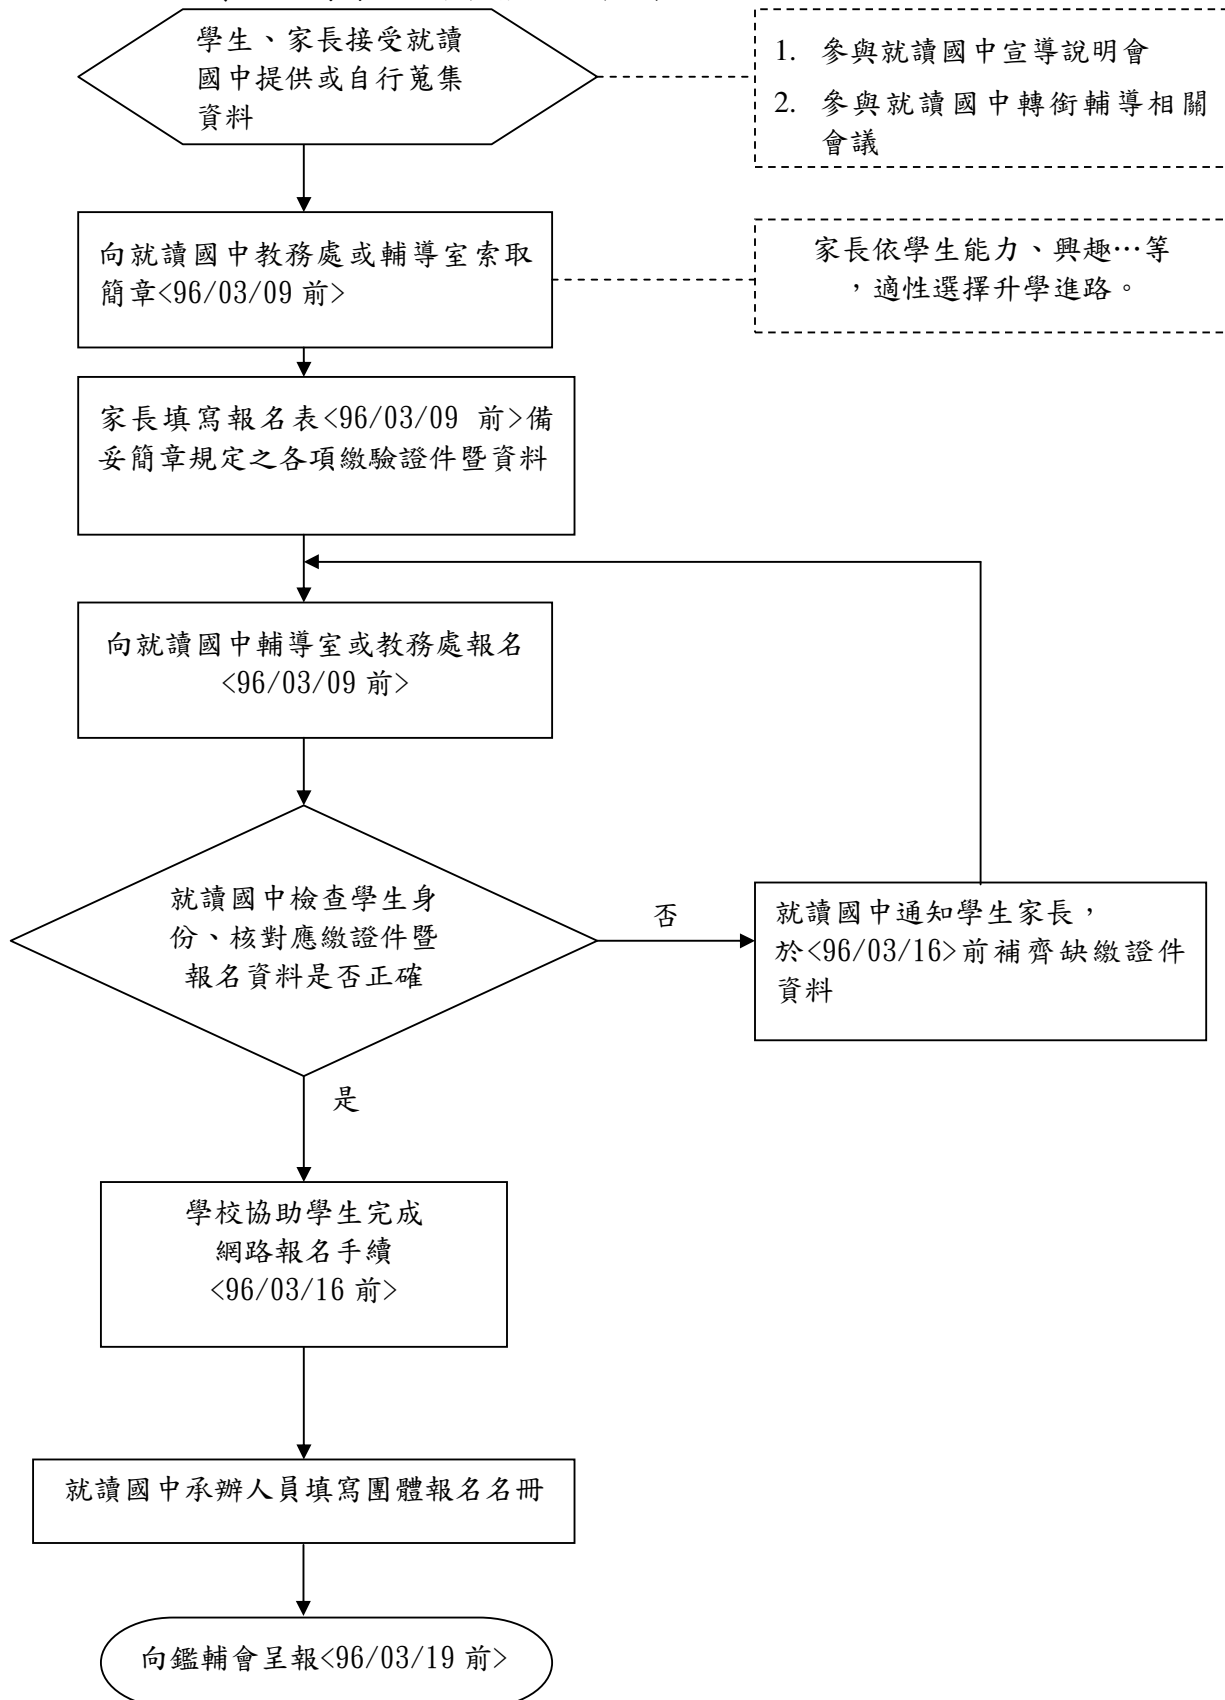 學生、家長接受就讀
國中提供或自行蒐集
資料
1. 參與就讀國中宣導說明會
2. 參與就讀國中轉銜輔導相關
會議
向就讀國中教務處或輔導室索取
簡章<96/03/09 前>
家長依學生能力、興趣…等
，適性選擇升學進路。
家長填寫報名表<96/03/09 前>備
妥簡章規定之各項繳驗證件暨資料
向就讀國中輔導室或教務處報名
<96/03/09 前>
就讀國中檢查學生身
份、核對應繳證件暨
報名資料是否正確
否
就讀國中通知學生家長，
於<96/03/16>前補齊缺繳證件
資料
是
學校協助學生完成
網路報名手續
<96/03/16 前>
就讀國中承辦人員填寫團體報名名冊
向鑑輔會呈報<96/03/19 前>